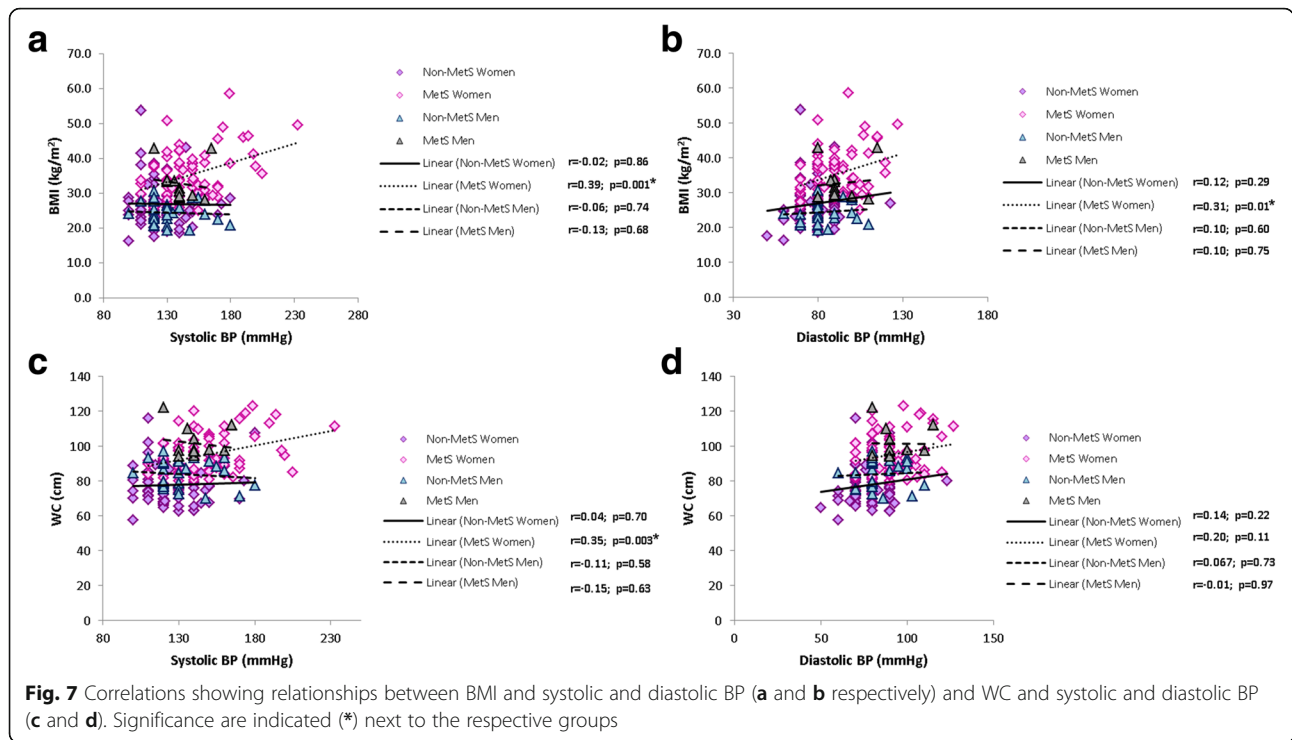 a
70.0
60.0
50.0
40.0
30.0
20.0
10.0
0.0
BMI (kg/m²)
80 130 180 230 280
Systolic BP (mmHg)
Non-MetS Women
MetS Women
Non-MetS Men
MetS Men
Linear (Non-MetS Women) r=-0.02; p=0.86
Linear (MetS Women) r=0.39; p=0.001*
Linear (Non-MetS Men) r=-0.06; p=0.74
Linear (MetS Men) r=-0.13; p=0.68
b
70.0
60.0
50.0
40.0
30.0
20.0
10.0
0.0
BMI (kg/m²)
30 80 130 180
Diastolic BP (mmHg)
Non-MetS Women
MetS Women
Non-MetS Men
MetS Men
Linear (Non-MetS Women) r=0.12; p=0.29
Linear (MetS Women) r=0.31; p=0.01*
Linear (Non-MetS Men) r=0.10; p=0.60
Linear (MetS Men) r=0.10; p=0.75
c
140
120
100
80
60
40
20
0
WC (cm)
80 130 180 230
Systolic BP (mmHg)
Non-MetS Women
MetS Women
Non-MetS Men
MetS Men
Linear (Non-MetS Women) r=0.04; p=0.70
Linear (MetS Women) r=0.35; p=0.003*
Linear (Non-MetS Men) r=-0.11; p=0.58
Linear (MetS Men) r=-0.15; p=0.63
d
140
120
100
80
60
40
20
0
WC (cm)
0 50 100 150
Diastolic BP (mmHg)
Non-MetS Women
MetS Women
Non-MetS Men
MetS Men
Linear (Non-MetS Women) r=0.14; p=0.22
Linear (MetS Women) r=0.20; p=0.11
Linear (Non-MetS Men) r=0.067; p=0.73
Linear (MetS Men) r=-0.01; p=0.97
Fig. 7 Correlations showing relationships between BMI and systolic and diastolic BP (a and b respectively) and WC and systolic and diastolic BP
(c and d). Significance are indicated (*) next to the respective groups